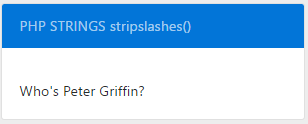 PHP STRINGS stripslashes()
Who's Peter Griffin?